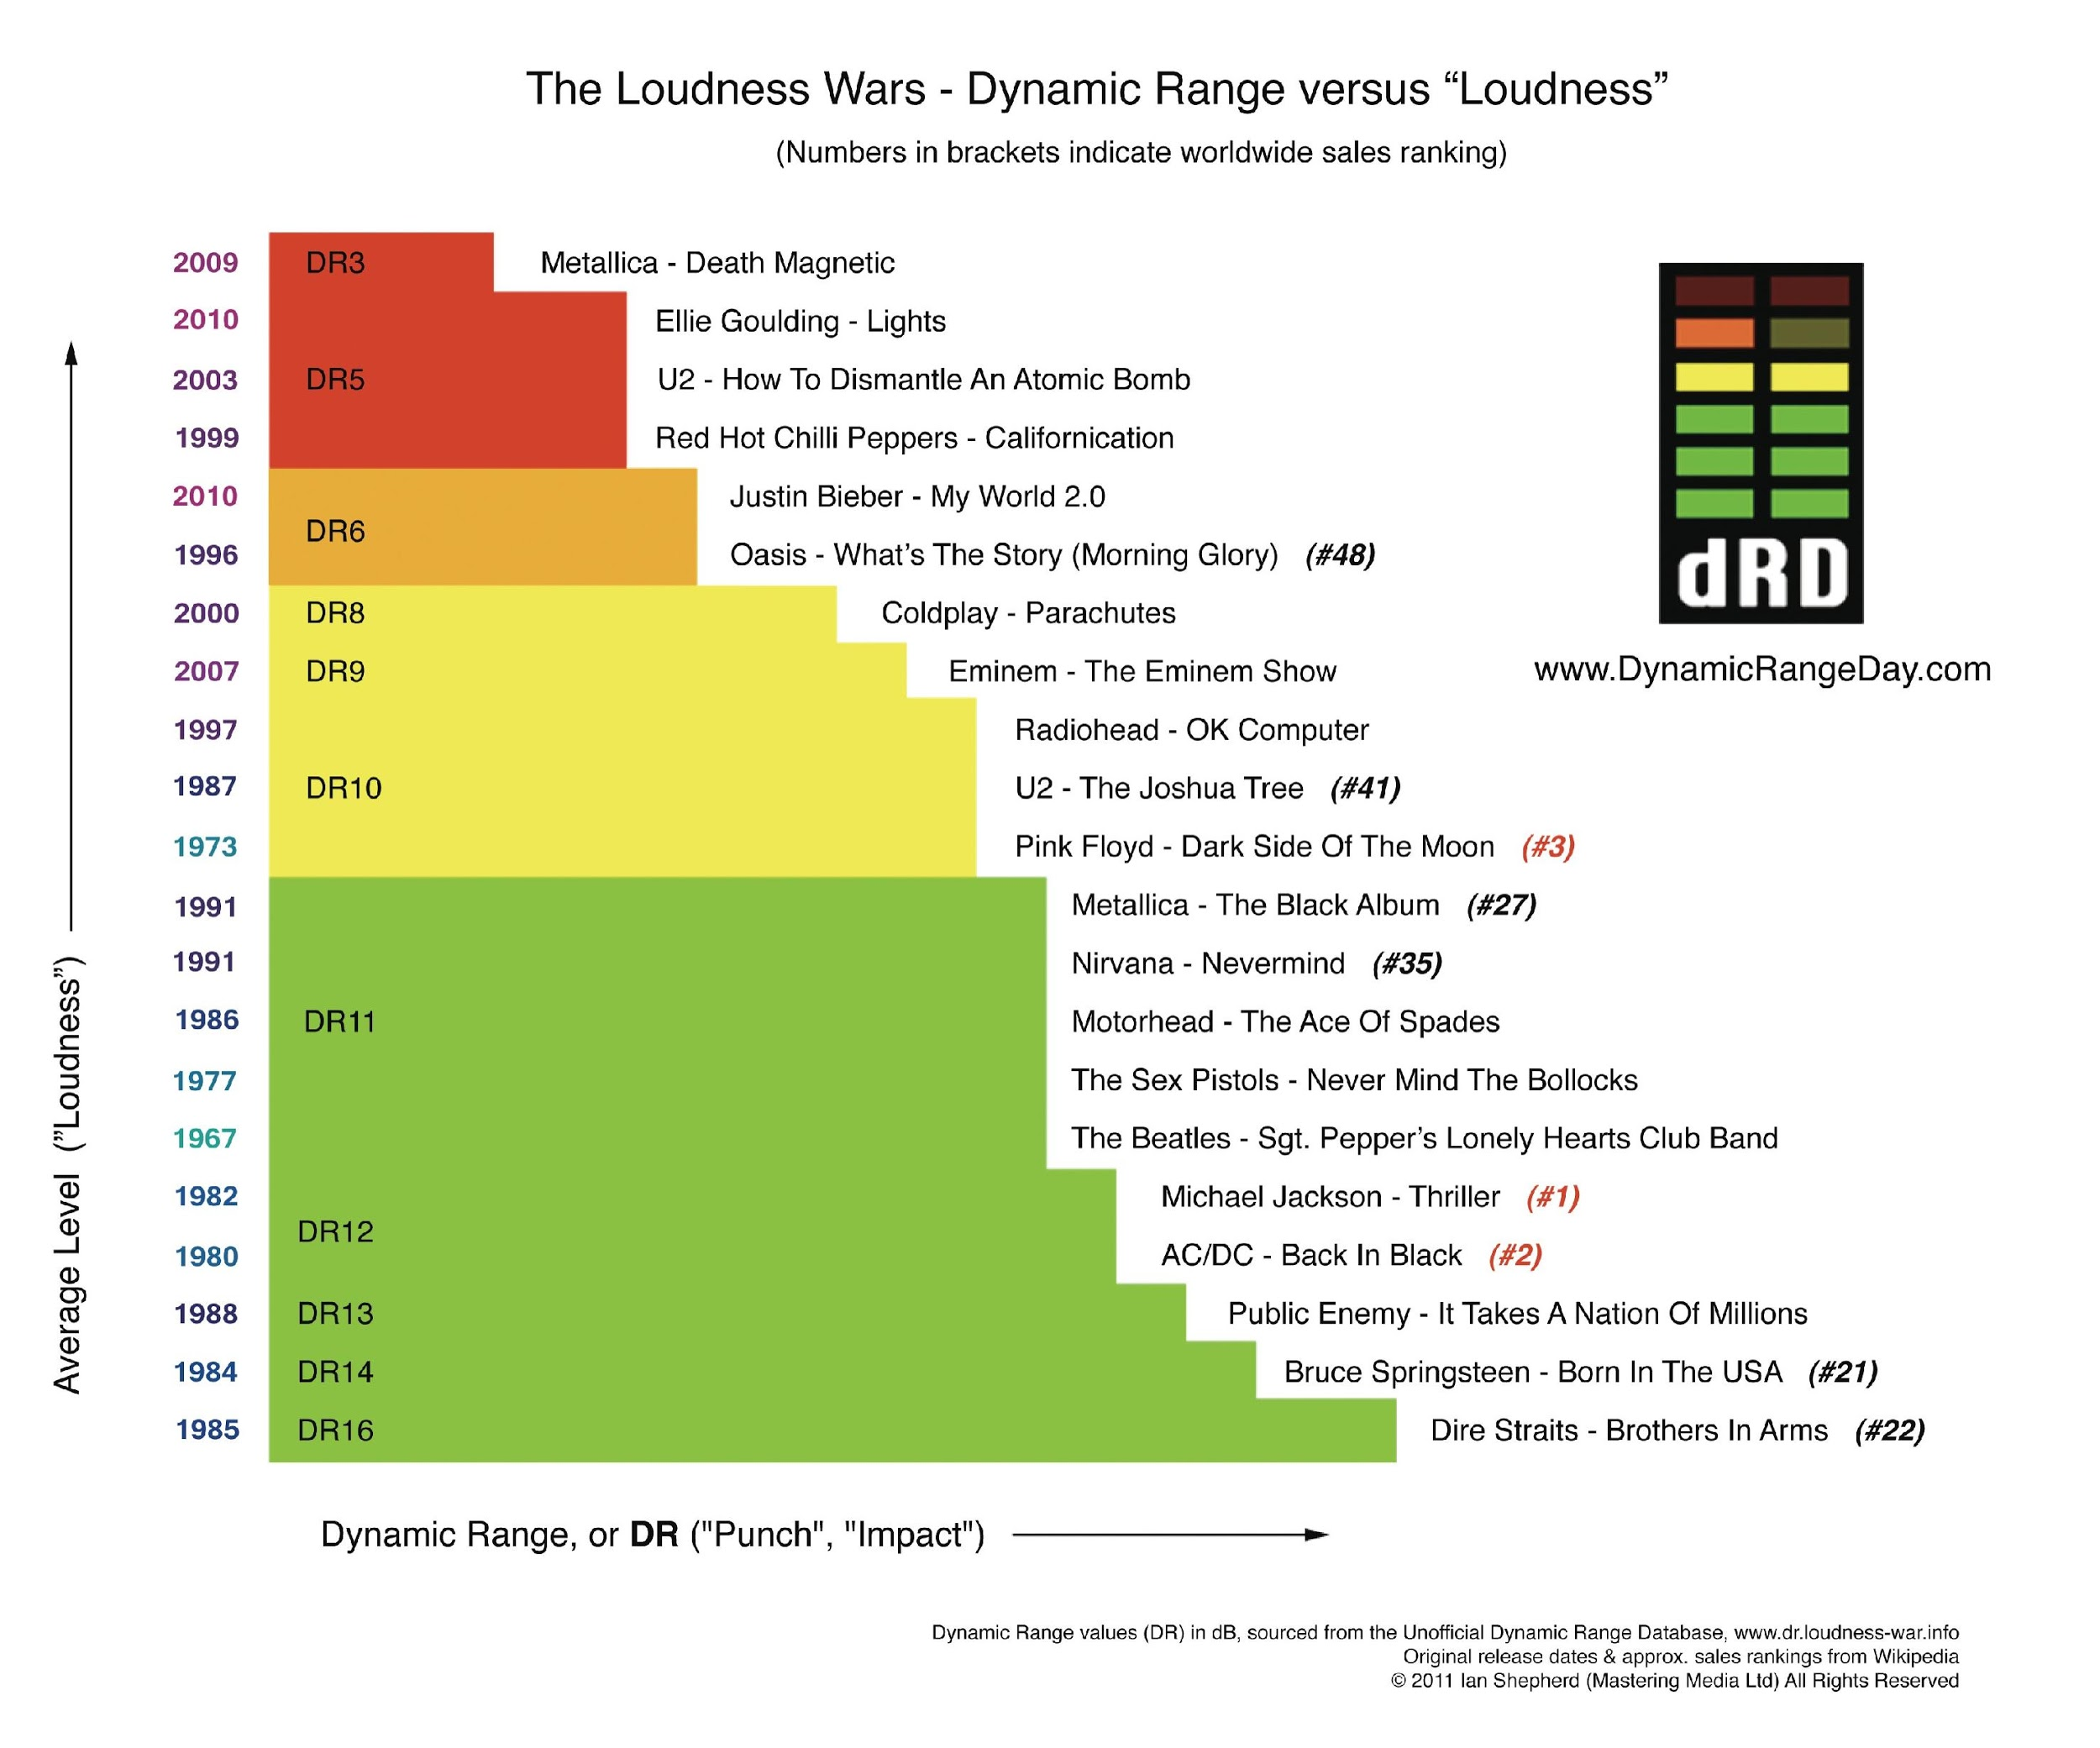 The Loudness Wars - Dynamic Range versus “Loudness”
(Numbers in brackets indicate worldwide sales ranking)
2009 DR3 Metallica - Death Magnetic
2010 Ellie Goulding - Lights
2003 DR5 U2 - How To Dismantle An Atomic Bomb
1999 Red Hot Chilli Peppers - Californication
2010 Justin Bieber - My World 2.0
DR6
1996 Oasis - What’s The Story (Morning Glory) (#48)
2000 DR8 Coldplay - Parachutes
2007 DR9 Eminem - The Eminem Show
1997 Radiohead - OK Computer
1987 DR10 U2 - The Joshua Tree (#41)
1973 Pink Floyd - Dark Side Of The Moon (#3)
1991 Metallica - The Black Album (#27)
1991 Nirvana - Nevermind (#35)
1986 DR11 Motorhead - The Ace Of Spades
1977 The Sex Pistols - Never Mind The Bollocks
1967 The Beatles - Sgt. Pepper’s Lonely Hearts Club Band
1982 Michael Jackson - Thriller (#1)
DR12
1980 AC/DC - Back In Black (#2)
1988 DR13 Public Enemy - It Takes A Nation Of Millions
1984 DR14 Bruce Springsteen - Born In The USA (#21)
1985 DR16 Dire Straits - Brothers In Arms (#22)
dRD
www.DynamicRangeDay.com
Average Level (”Loudness”)
Dynamic Range, or DR ("Punch", "Impact")
Dynamic Range values (DR) in dB, sourced from the Unofficial Dynamic Range Database, www.dr.loudness-war.info
Original release dates & approx. sales rankings from Wikipedia
© 2011 Ian Shepherd (Mastering Media Ltd) All Rights Reserved